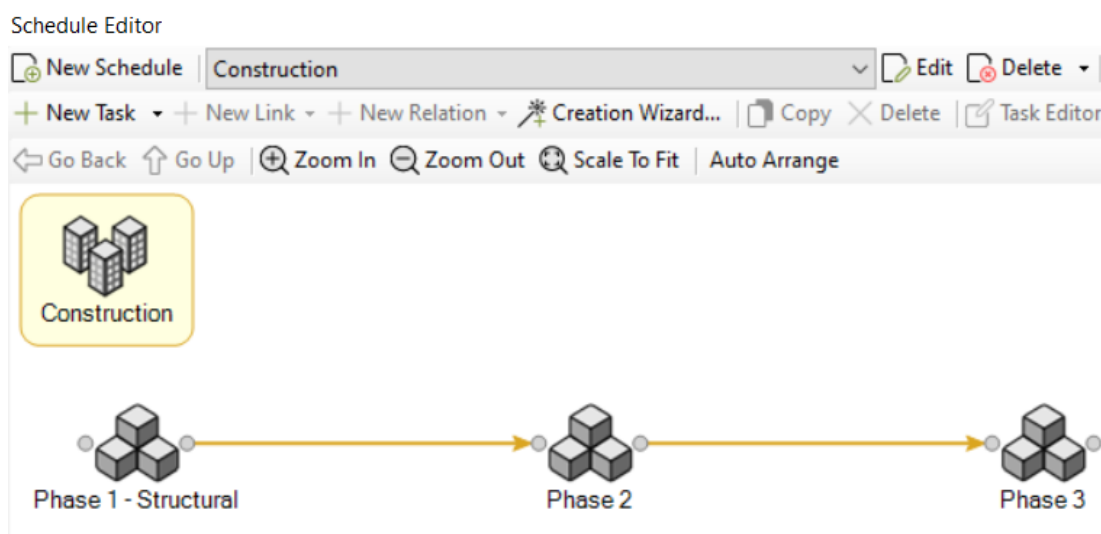 Schedule Editor
New Schedule Construction Edit Delete
New Task New Link New Relation Creation Wizard... Copy Delete Task Editor
Go Back Go Up Zoom In Zoom Out Scale To Fit Auto Arrange
Construction
Phase 1 - Structural Phase 2 Phase 3